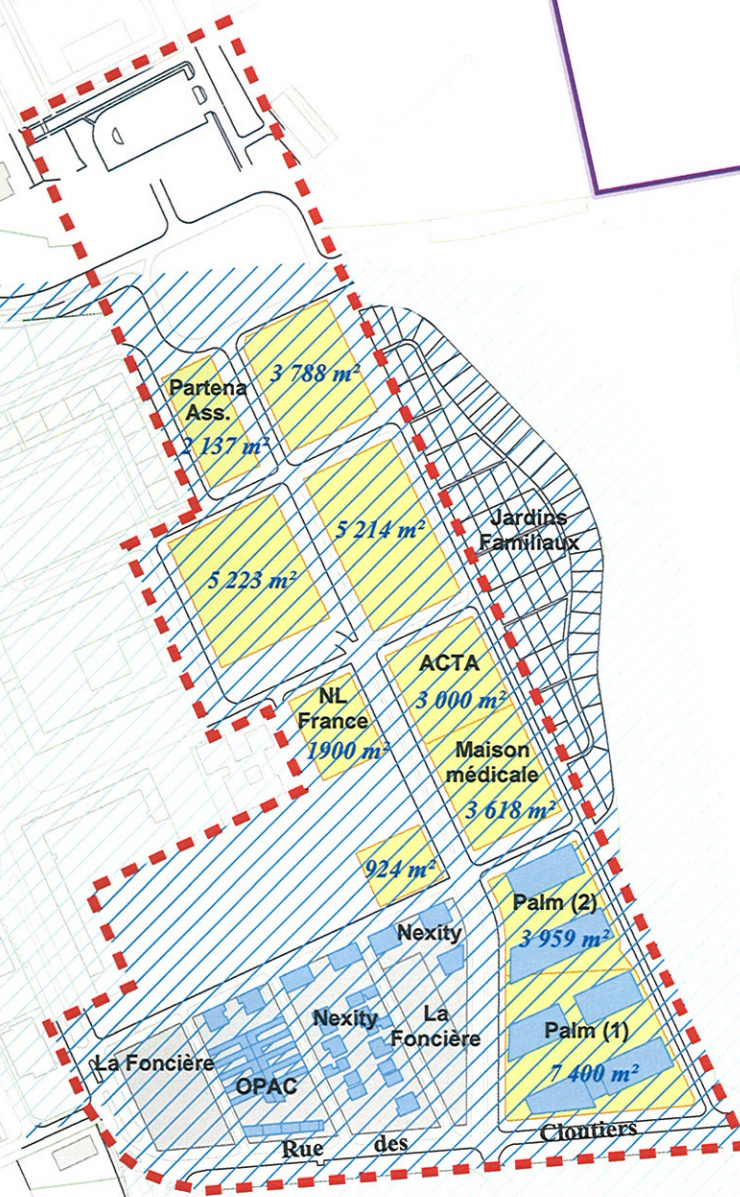 3 788 m²
Partena
Ass.
2 137 m²
5 214 m²
Jardins
Familiaux
5 223 m²
ACTA
3 000 m²
NL
France
1900 m²
Maison
médicale
3 618 m²
924 m²
Palm (2)
3 959 m²
Nexity
Nexity
La
Foncière
Palm (1)
7 400 m²
La Foncière
OPAC
Rue des Cloutiers